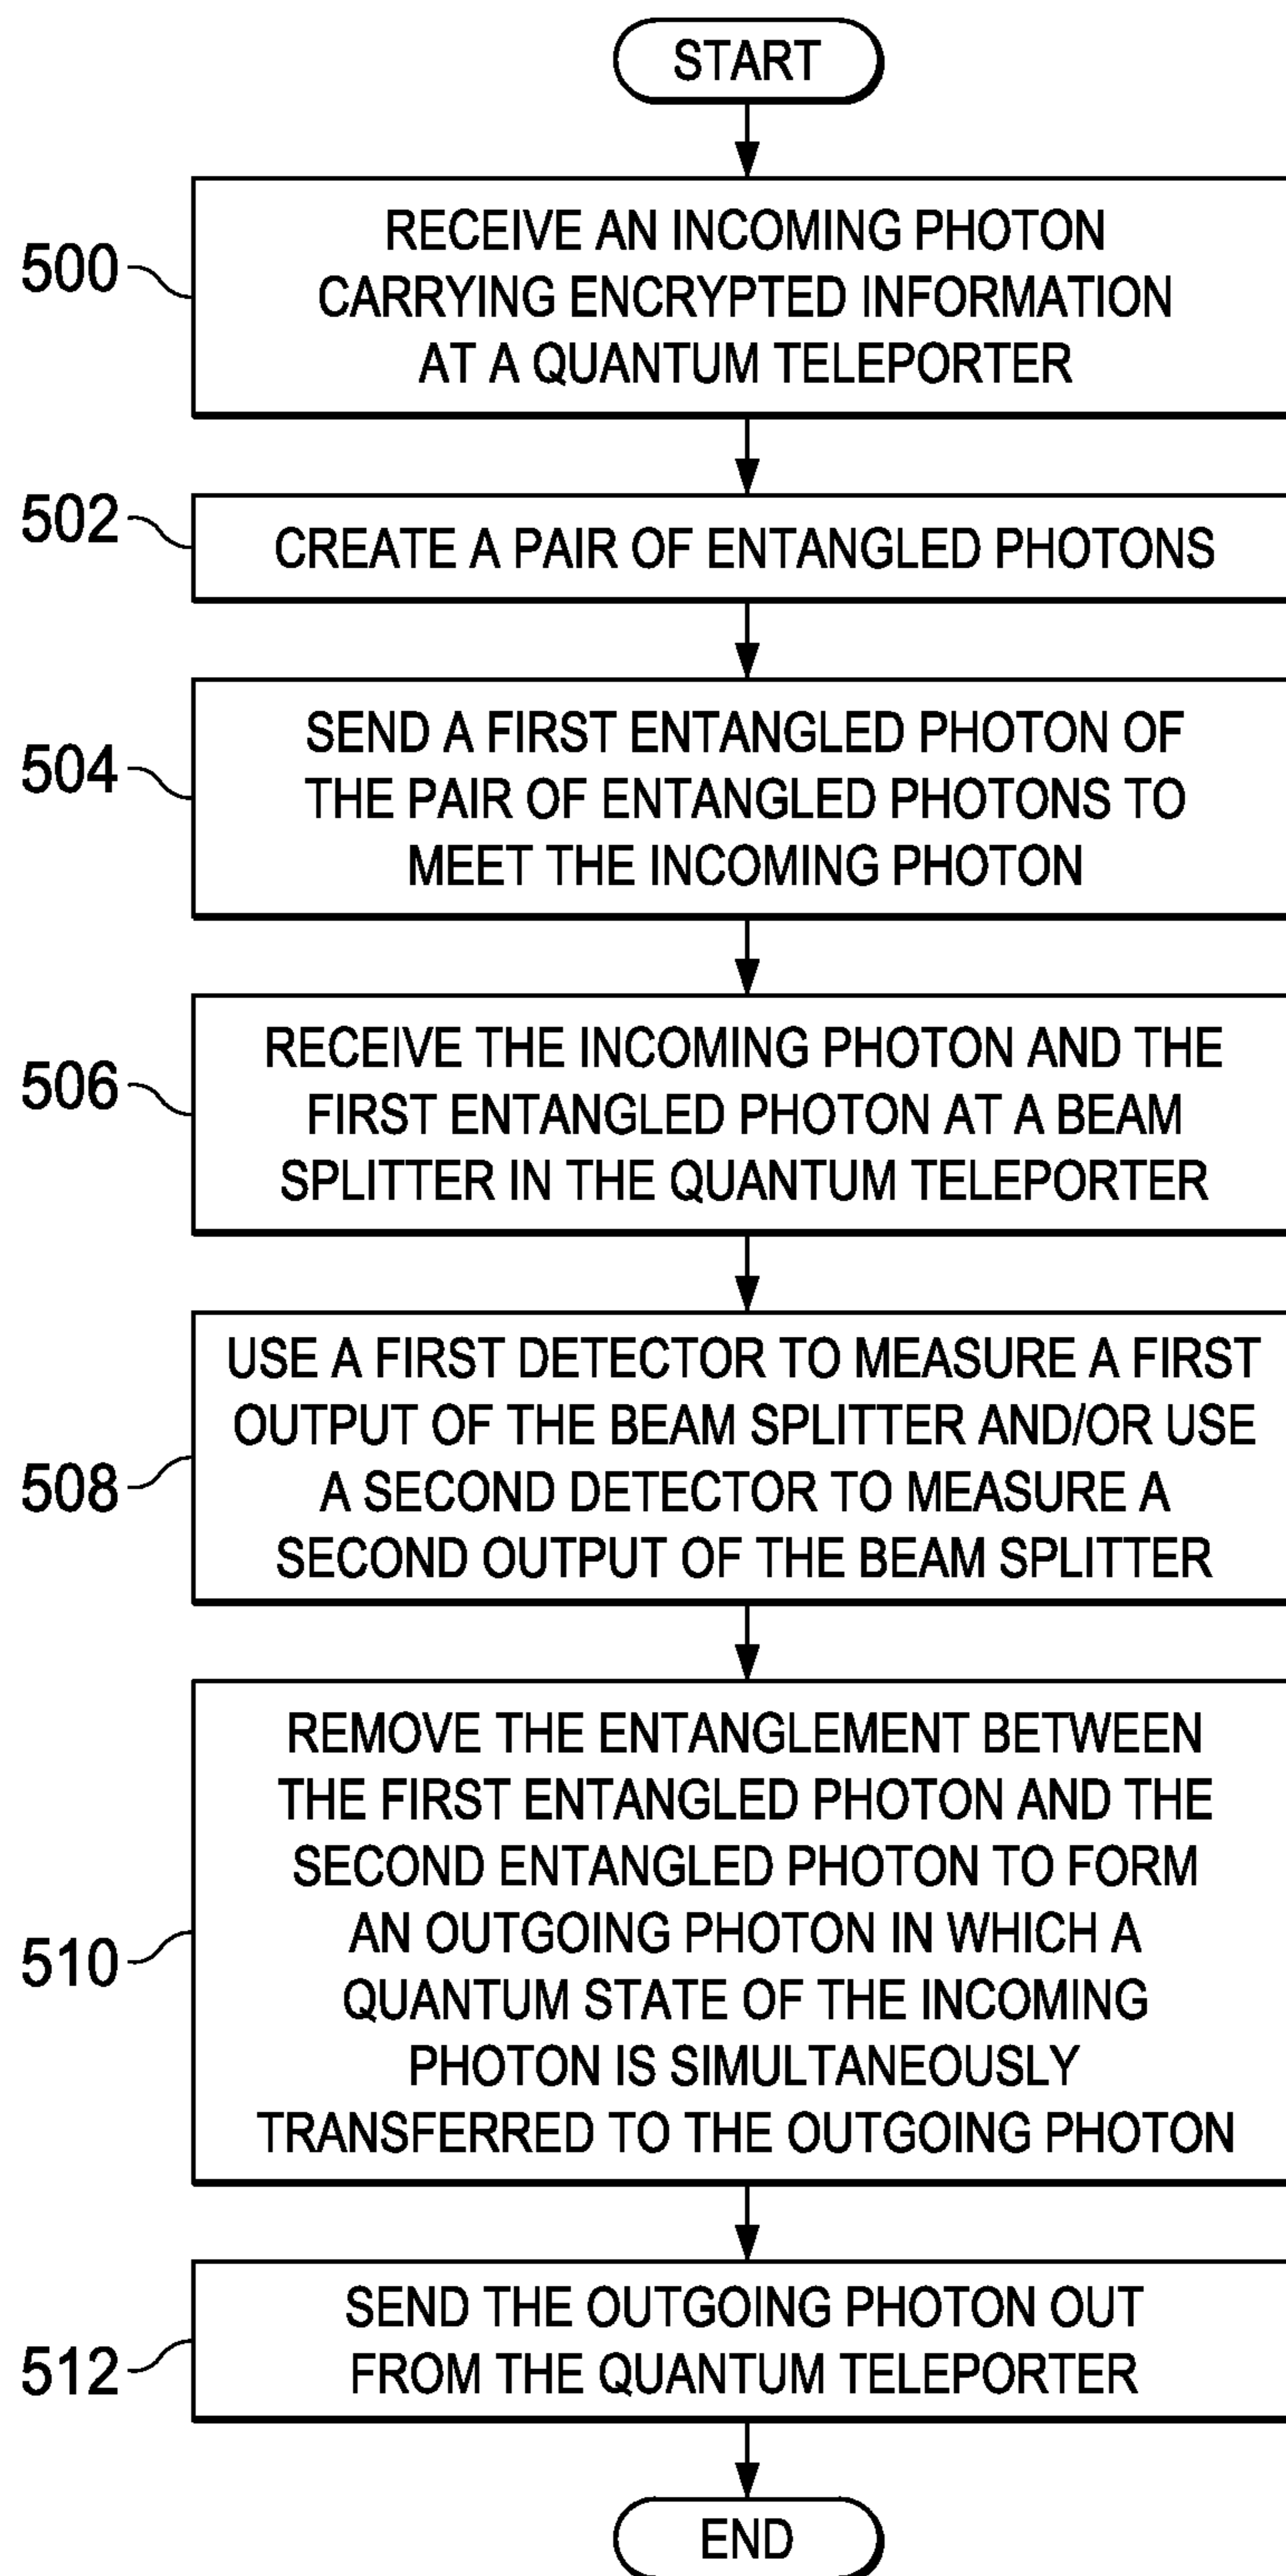 START
500
RECEIVE AN INCOMING PHOTON
CARRYING ENCRYPTED INFORMATION
AT A QUANTUM TELEPORTER
502
CREATE A PAIR OF ENTANGLED PHOTONS
504
SEND A FIRST ENTANGLED PHOTON OF
THE PAIR OF ENTANGLED PHOTONS TO
MEET THE INCOMING PHOTON
506
RECEIVE THE INCOMING PHOTON AND THE
FIRST ENTANGLED PHOTON AT A BEAM
SPLITTER IN THE QUANTUM TELEPORTER
508
USE A FIRST DETECTOR TO MEASURE A FIRST
OUTPUT OF THE BEAM SPLITTER AND/OR USE
A SECOND DETECTOR TO MEASURE A
SECOND OUTPUT OF THE BEAM SPLITTER
510
REMOVE THE ENTANGLEMENT BETWEEN
THE FIRST ENTANGLED PHOTON AND THE
SECOND ENTANGLED PHOTON TO FORM
AN OUTGOING PHOTON IN WHICH A
QUANTUM STATE OF THE INCOMING
PHOTON IS SIMULTANEOUSLY
TRANSFERRED TO THE OUTGOING PHOTON
512
SEND THE OUTGOING PHOTON OUT
FROM THE QUANTUM TELEPORTER
END